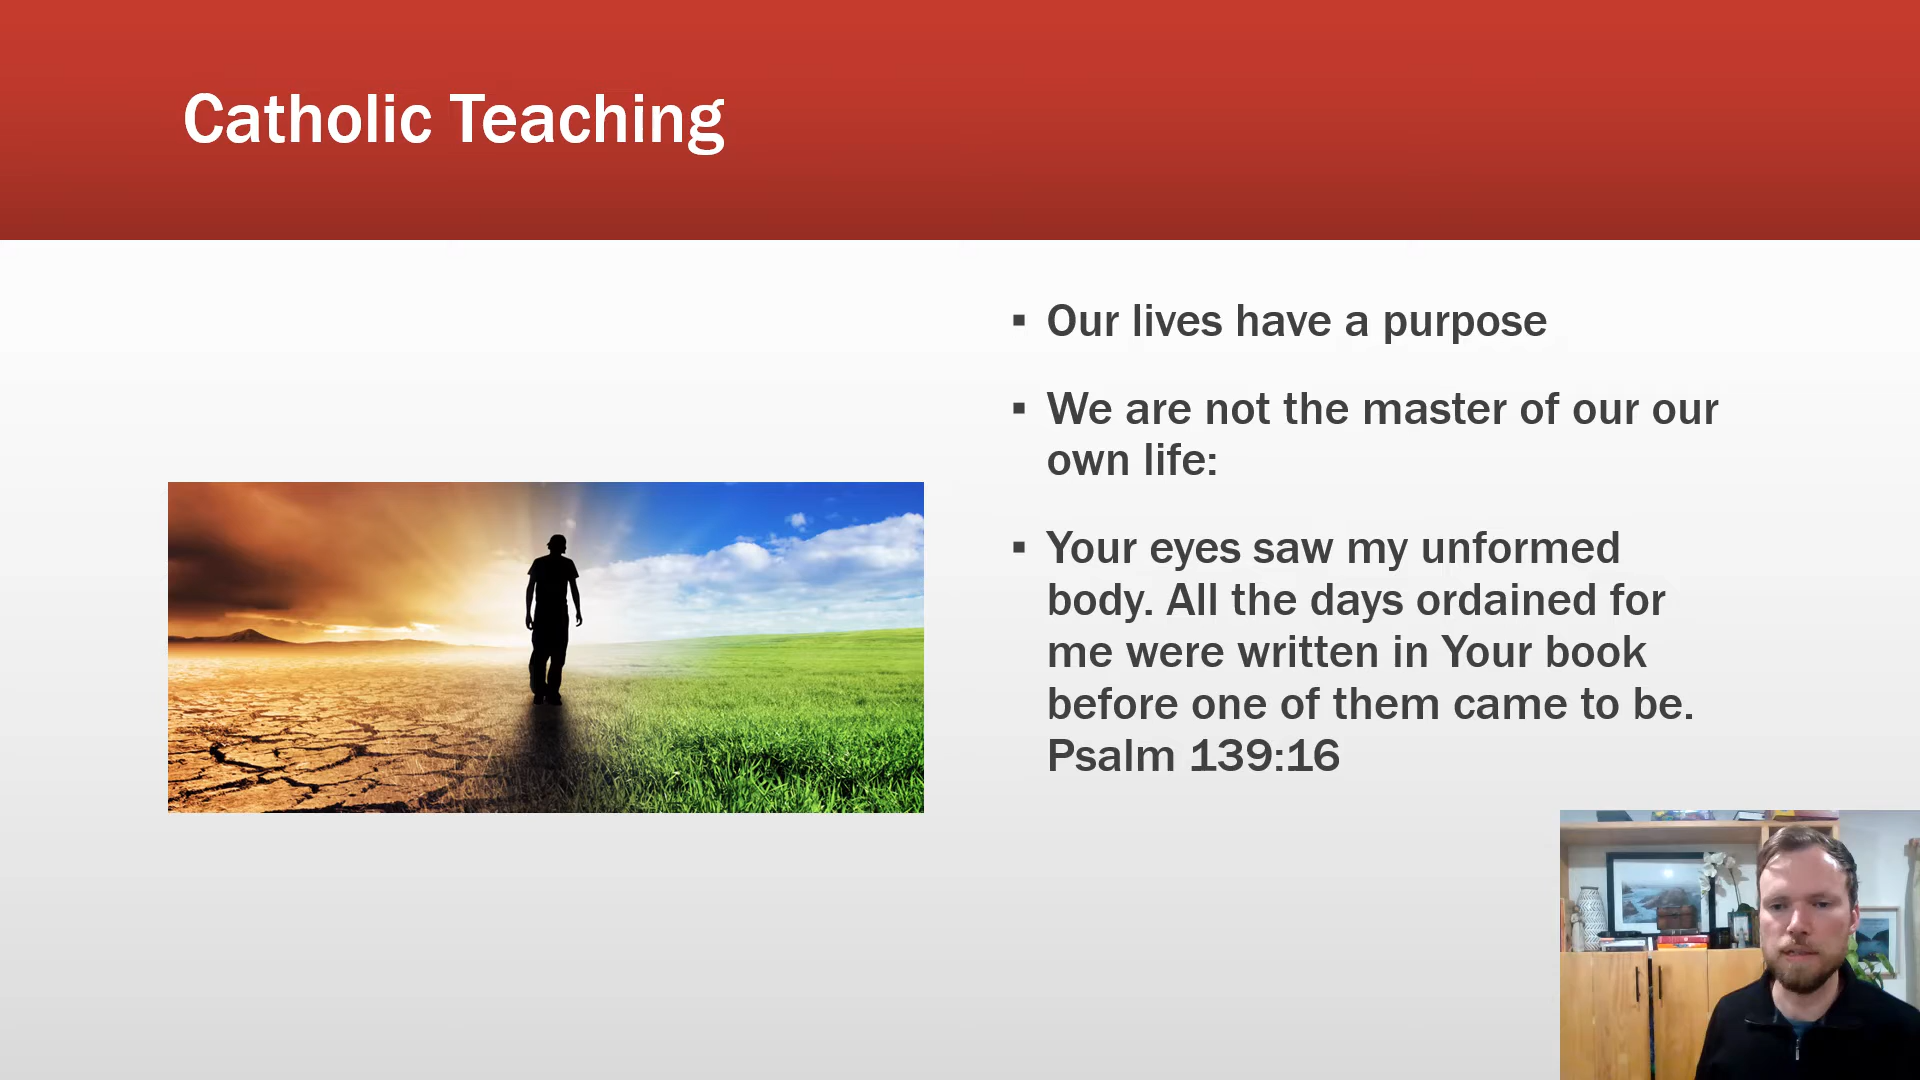 Catholic Teaching
▪ Our lives have a purpose
▪ We are not the master of our our
own life:
▪ Your eyes saw my unformed
body. All the days ordained for
me were written in Your book
before one of them came to be.
Psalm 139:16